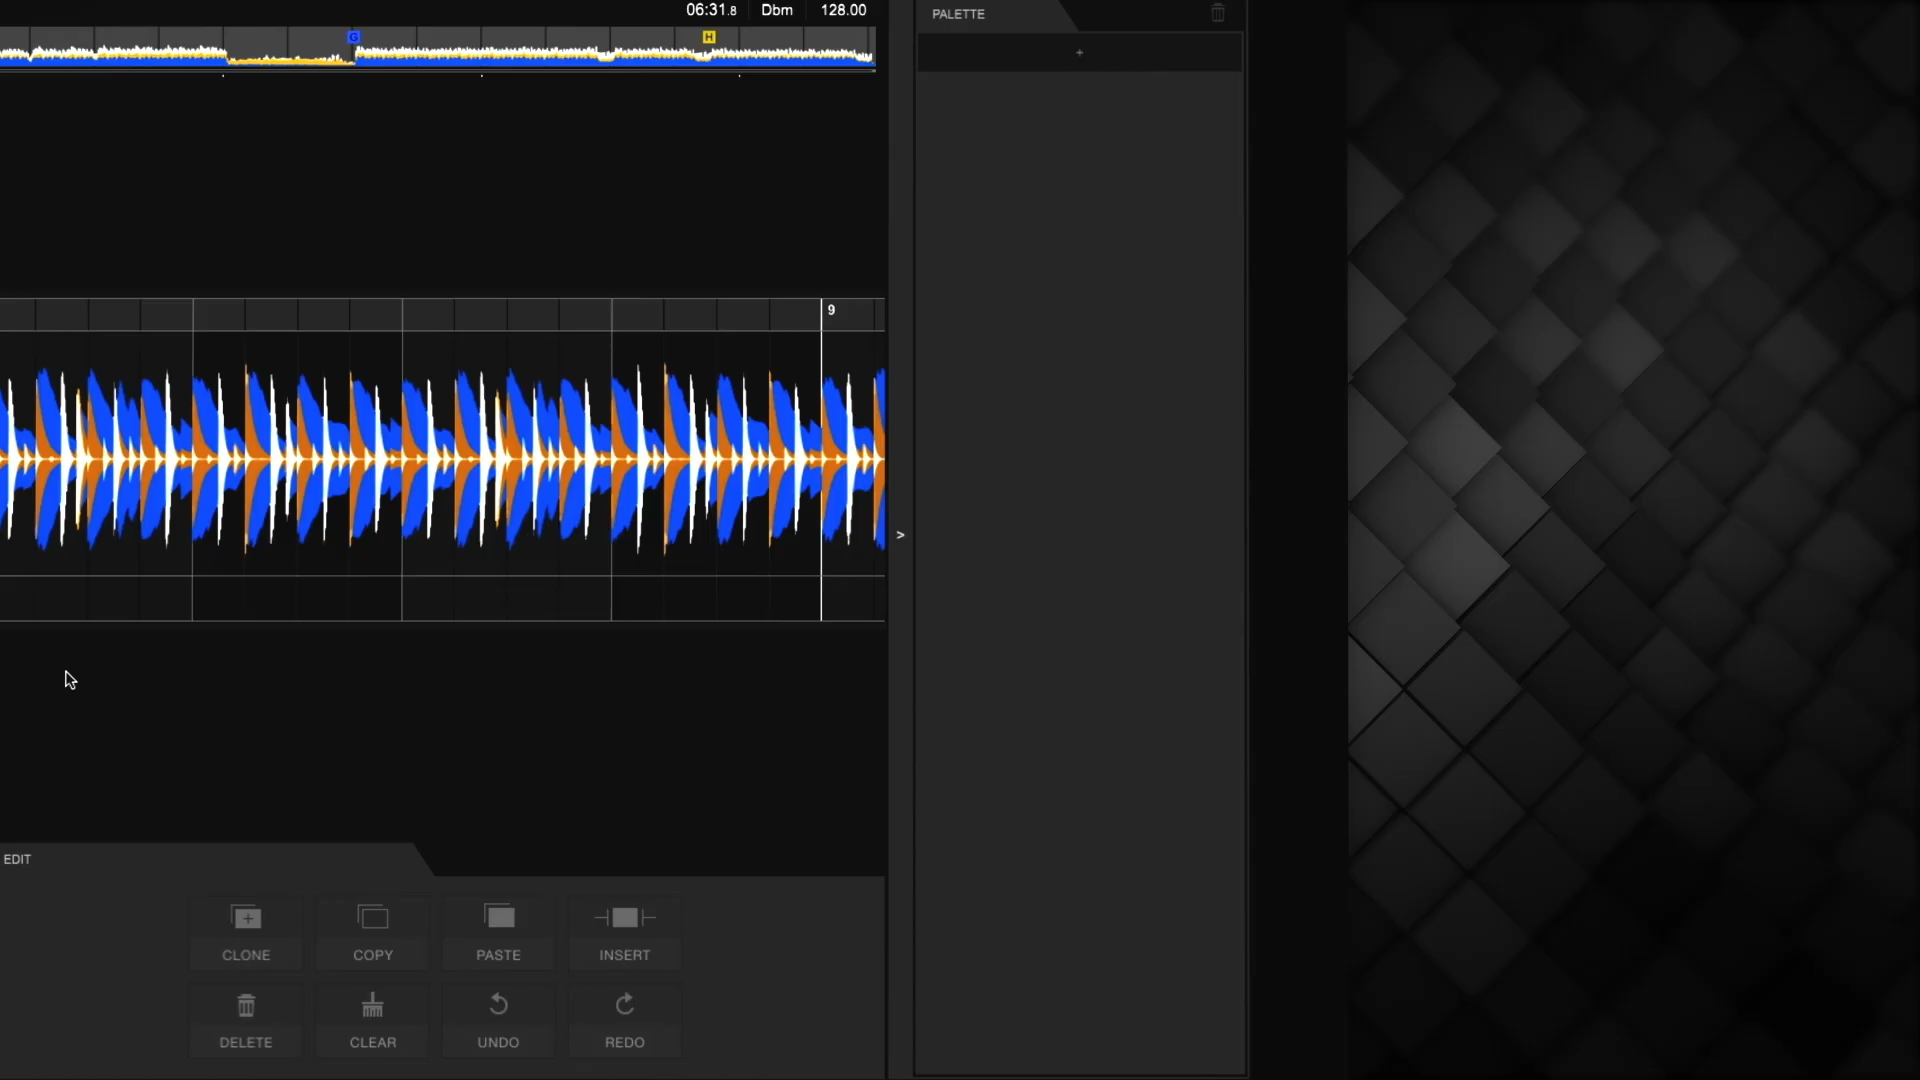 06:31.8 Dbm 128.00
PALETTE
G
H
+
9
>
EDIT
CLONE COPY PASTE INSERT
DELETE CLEAR UNDO REDO